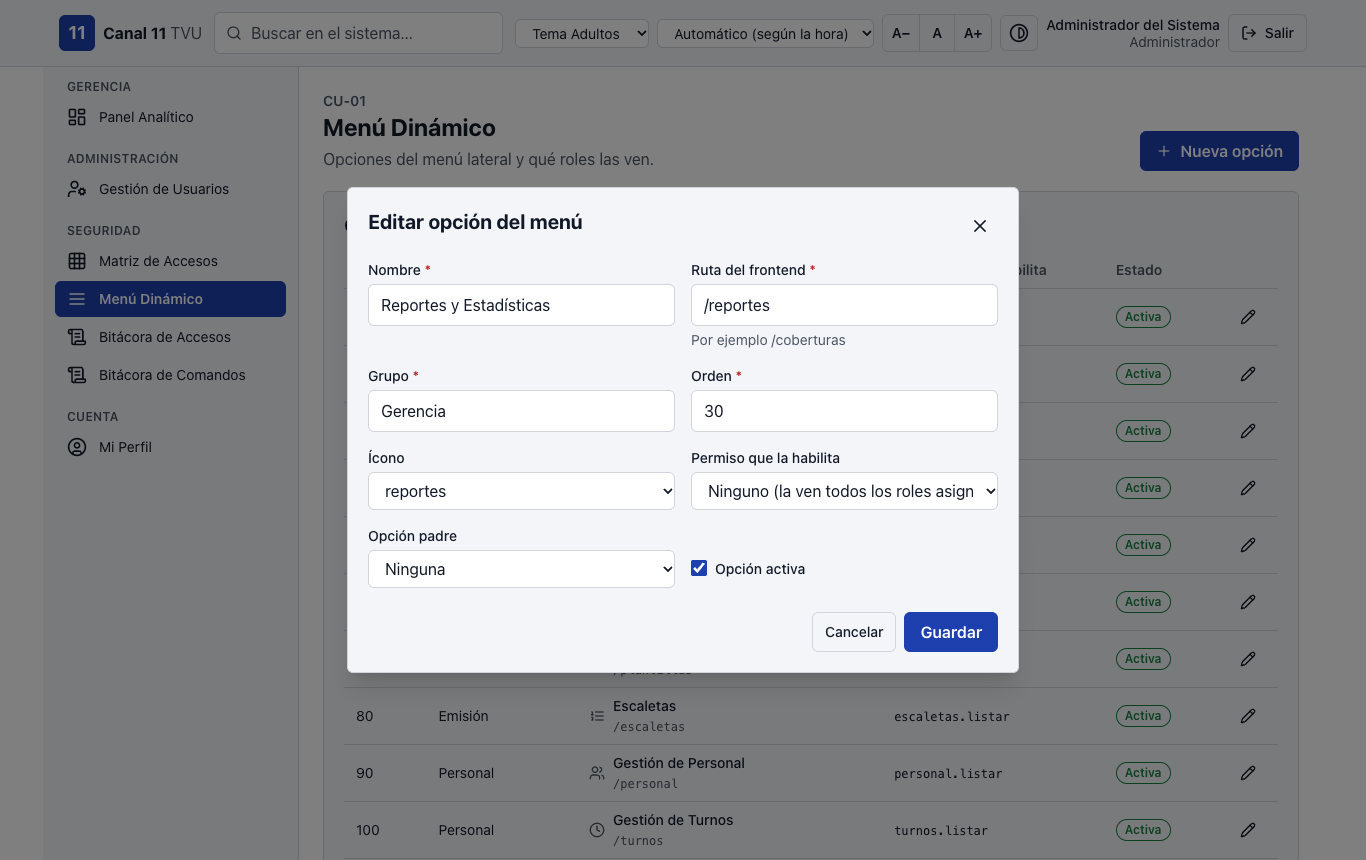 11 Canal 11 TVU
Buscar en el sistema...
Tema Adultos
Automático (según la hora)
A−
A
A+
Administrador del Sistema
Administrador
Salir
GERENCIA
Panel Analítico
ADMINISTRACIÓN
Gestión de Usuarios
SEGURIDAD
Matriz de Accesos
Menú Dinámico
Bitácora de Accesos
Bitácora de Comandos
CUENTA
Mi Perfil
CU-01
Menú Dinámico
Opciones del menú lateral y qué roles las ven.
Nueva opción
Estado
Activa
Activa
Activa
Activa
Activa
Activa
Activa
Editar opción del menú
Nombre *
Reportes y Estadísticas
Ruta del frontend *
/reportes
Por ejemplo /coberturas
Grupo *
Gerencia
Orden *
30
Ícono
reportes
Permiso que la habilita
Ninguno (la ven todos los roles asign
Opción padre
Ninguna
Opción activa
Cancelar
Guardar
80 Emisión Escaletas escaletas.listar Activa
/escaletas
90 Personal Gestión de Personal personal.listar Activa
/personal
100 Personal Gestión de Turnos turnos.listar Activa
/turnos